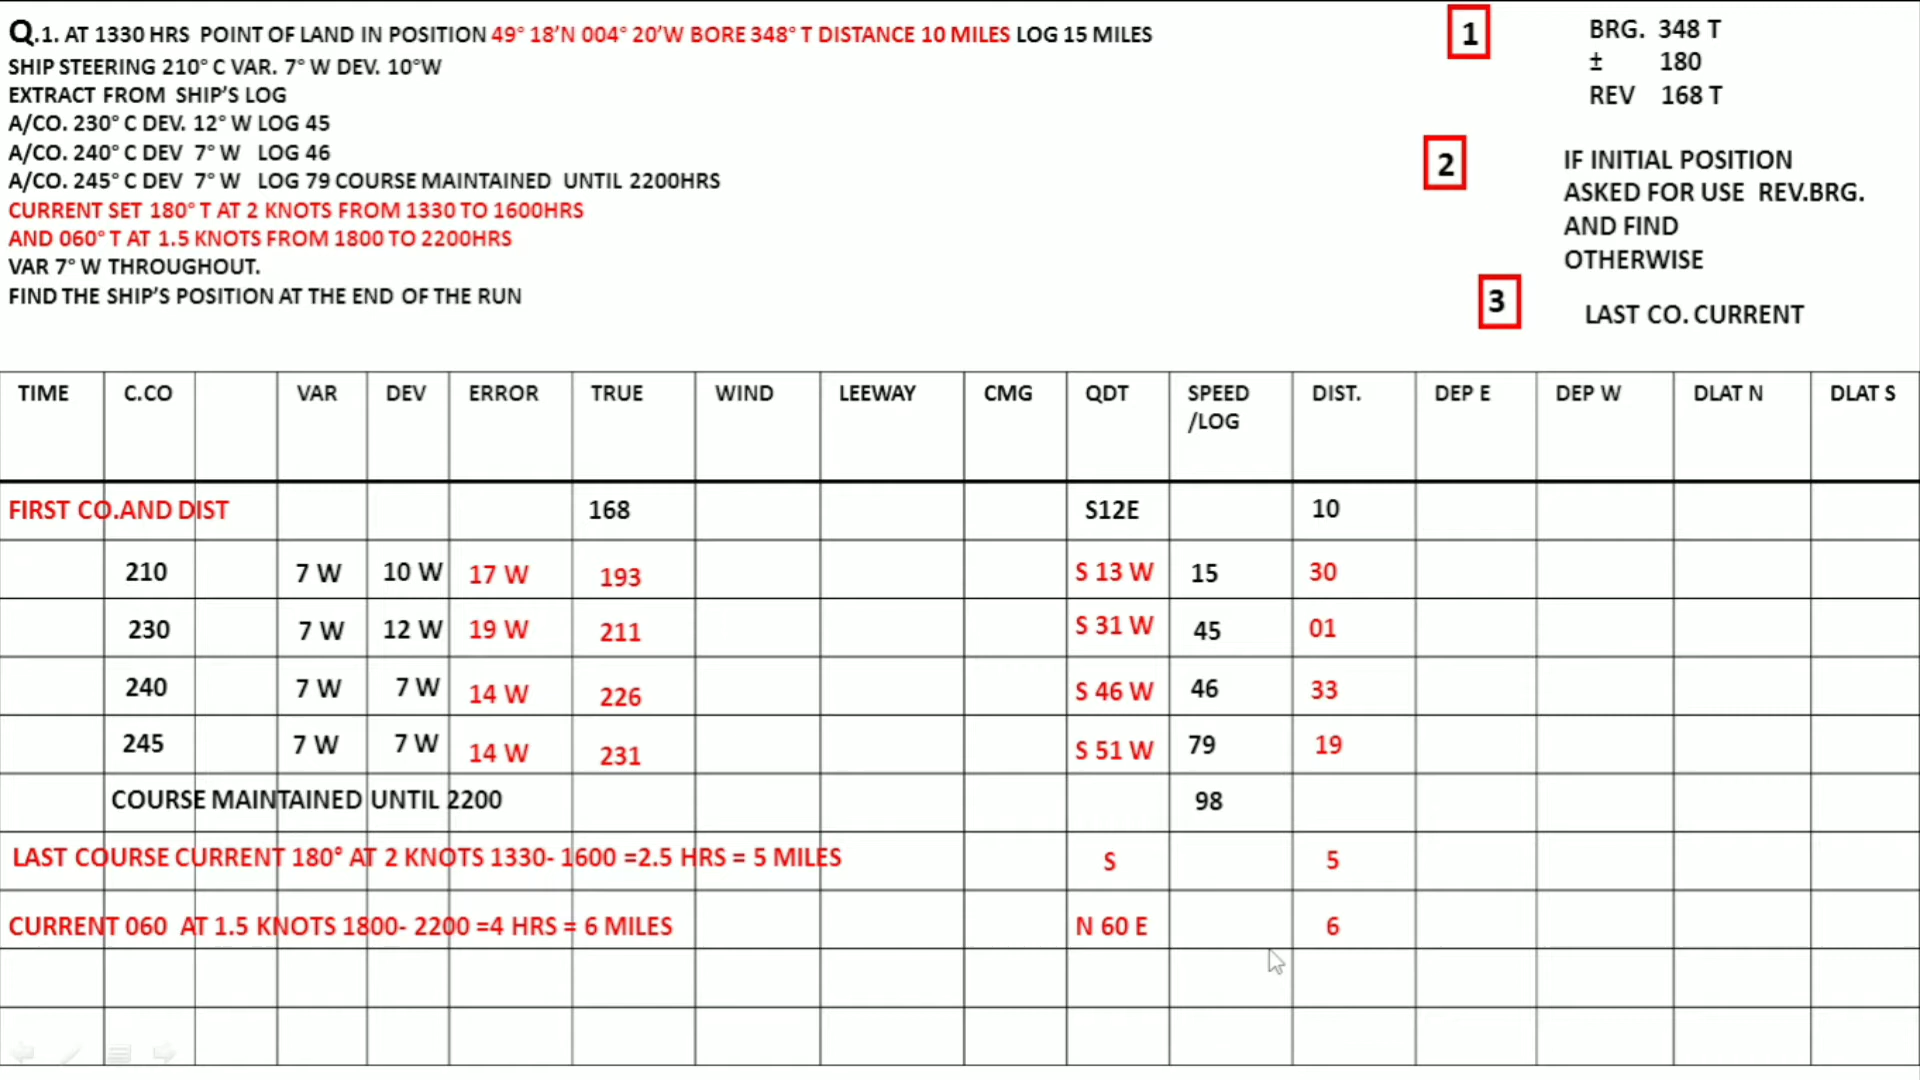 Q.1. AT 1330 HRS POINT OF LAND IN POSITION 49° 18'N 004° 20'W BORE 348° T DISTANCE 10 MILES LOG 15 MILES
SHIP STEERING 210° C VAR. 7° W DEV. 10°W
EXTRACT FROM SHIP'S LOG
A/CO. 230° C DEV. 12° W LOG 45
A/CO. 240° C DEV 7° W LOG 46
A/CO. 245° C DEV 7° W LOG 79 COURSE MAINTAINED UNTIL 2200HRS
CURRENT SET 180° T AT 2 KNOTS FROM 1330 TO 1600HRS
AND 060° T AT 1.5 KNOTS FROM 1800 TO 2200HRS
VAR 7° W THROUGHOUT.
FIND THE SHIP'S POSITION AT THE END OF THE RUN
1
BRG. 348 T
± 180
REV 168 T
2
IF INITIAL POSITION
ASKED FOR USE REV.BRG.
AND FIND
OTHERWISE
3
LAST CO. CURRENT
TIME C.CO VAR DEV ERROR TRUE WIND LEEWAY CMG QDT SPEED /LOG DIST. DEP E DEP W DLAT N DLAT S
FIRST CO.AND DIST 168 S12E 10
210 7 W 10 W 17 W 193 S 13 W 15 30
230 7 W 12 W 19 W 211 S 31 W 45 01
240 7 W 7 W 14 W 226 S 46 W 46 33
245 7 W 7 W 14 W 231 S 51 W 79 19
COURSE MAINTAINED UNTIL 2200 98
LAST COURSE CURRENT 180° AT 2 KNOTS 1330- 1600 =2.5 HRS = 5 MILES S 5
CURRENT 060 AT 1.5 KNOTS 1800- 2200 =4 HRS = 6 MILES N 60 E 6